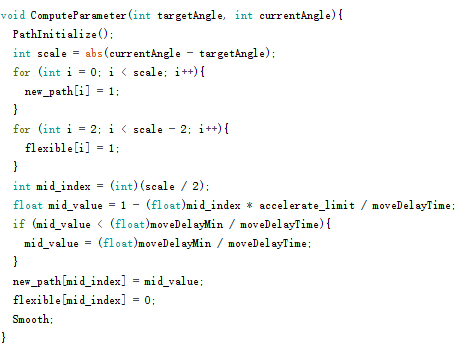 void ComputeParameter(int targetAngle, int currentAngle){
PathInitialize();
int scale = abs(currentAngle - targetAngle);
for (int i = 0; i < scale; i++){
new_path[i] = 1;
}
for (int i = 2; i < scale - 2; i++){
flexible[i] = 1;
}
int mid_index = (int)(scale / 2);
float mid_value = 1 - (float)mid_index * accelerate_limit / moveDelayTime;
if (mid_value < (float)moveDelayMin / moveDelayTime){
mid_value = (float)moveDelayMin / moveDelayTime;
}
new_path[mid_index] = mid_value;
flexible[mid_index] = 0;
Smooth;
}